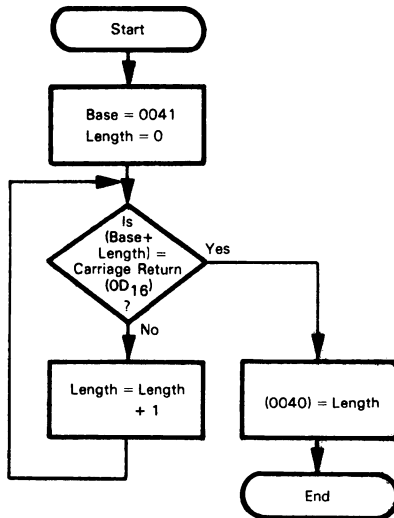 Start
Base = 0041
Length = 0
Is
(Base+
Length) =
Carriage Return
(0D16)
?
Yes
No
Length = Length
+ 1
(0040) = Length
End